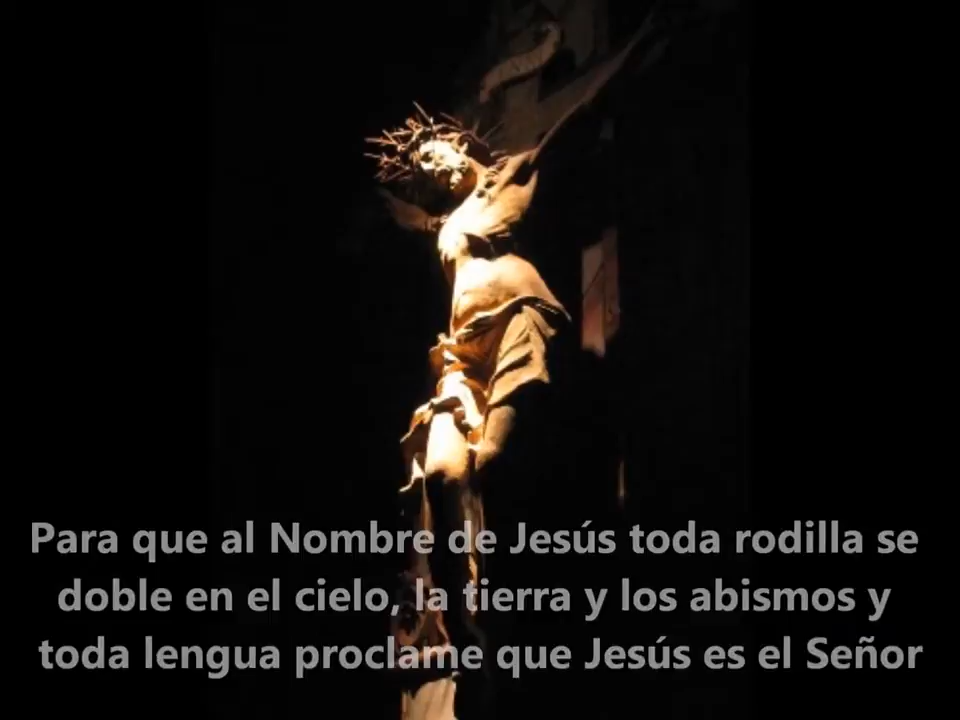 Para que al Nombre de Jesús toda rodilla se
doble en el cielo, la tierra y los abismos y
toda lengua proclame que Jesús es el Señor